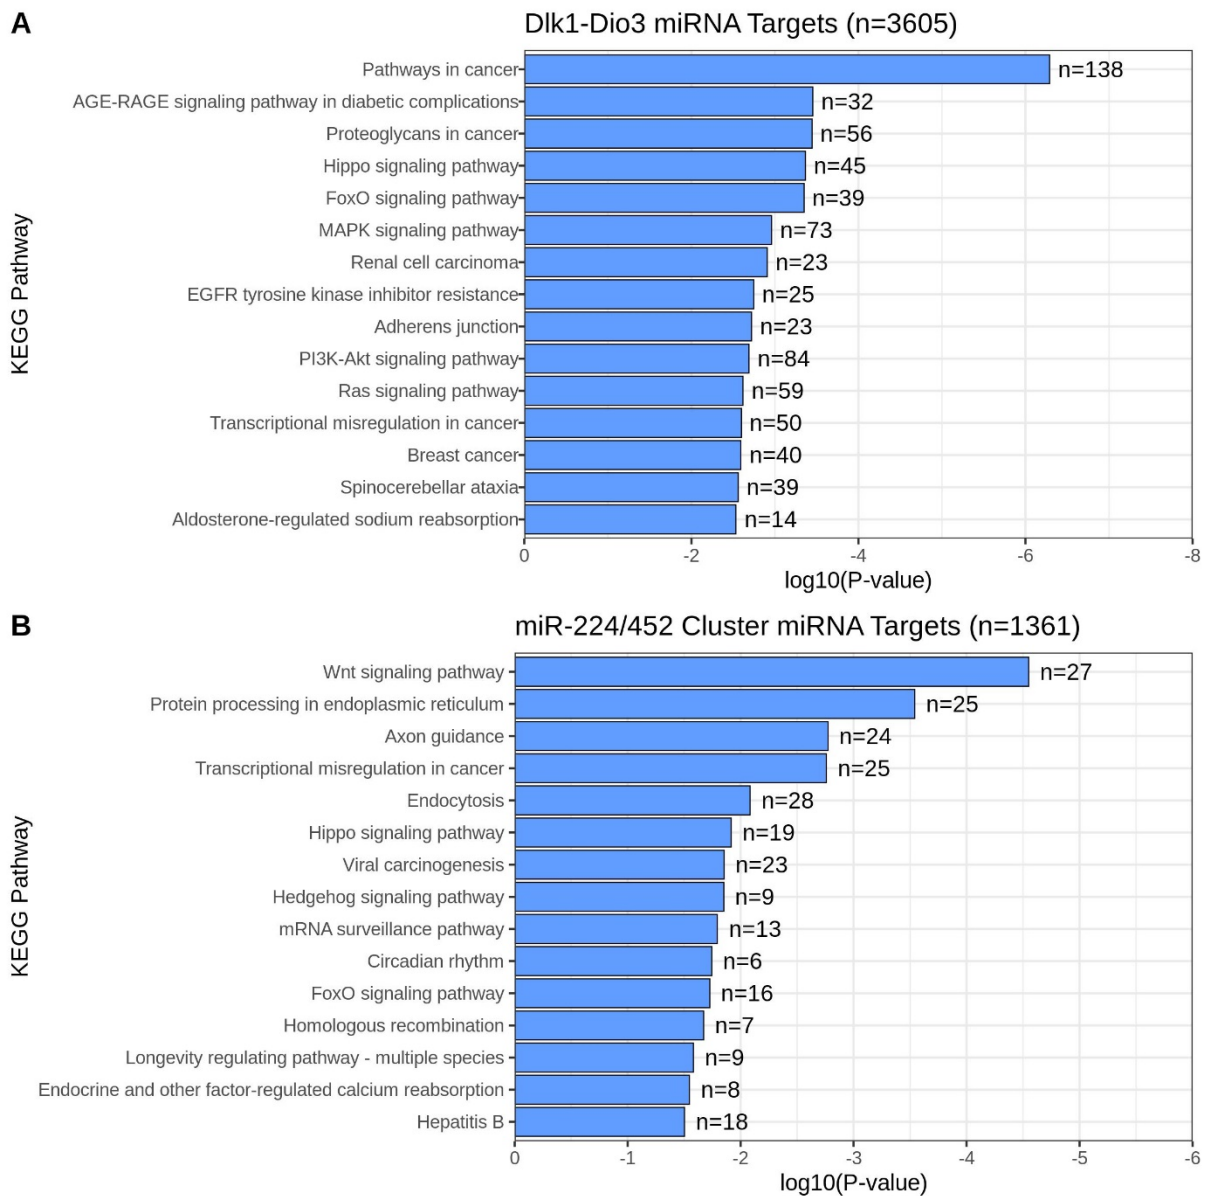 A
Dlk1-Dio3 miRNA Targets (n=3605)
KEGG Pathway
Pathways in cancer n=138
AGE-RAGE signaling pathway in diabetic complications n=32
Proteoglycans in cancer n=56
Hippo signaling pathway n=45
FoxO signaling pathway n=39
MAPK signaling pathway n=73
Renal cell carcinoma n=23
EGFR tyrosine kinase inhibitor resistance n=25
Adherens junction n=23
PI3K-Akt signaling pathway n=84
Ras signaling pathway n=59
Transcriptional misregulation in cancer n=50
Breast cancer n=40
Spinocerebellar ataxia n=39
Aldosterone-regulated sodium reabsorption n=14
0 -2 -4 -6 -8
log10(P-value)
B
miR-224/452 Cluster miRNA Targets (n=1361)
KEGG Pathway
Wnt signaling pathway n=27
Protein processing in endoplasmic reticulum n=25
Axon guidance n=24
Transcriptional misregulation in cancer n=25
Endocytosis n=28
Hippo signaling pathway n=19
Viral carcinogenesis n=23
Hedgehog signaling pathway n=9
mRNA surveillance pathway n=13
Circadian rhythm n=6
FoxO signaling pathway n=16
Homologous recombination n=7
Longevity regulating pathway - multiple species n=9
Endocrine and other factor-regulated calcium reabsorption n=8
Hepatitis B n=18
0 -1 -2 -3 -4 -5 -6
log10(P-value)